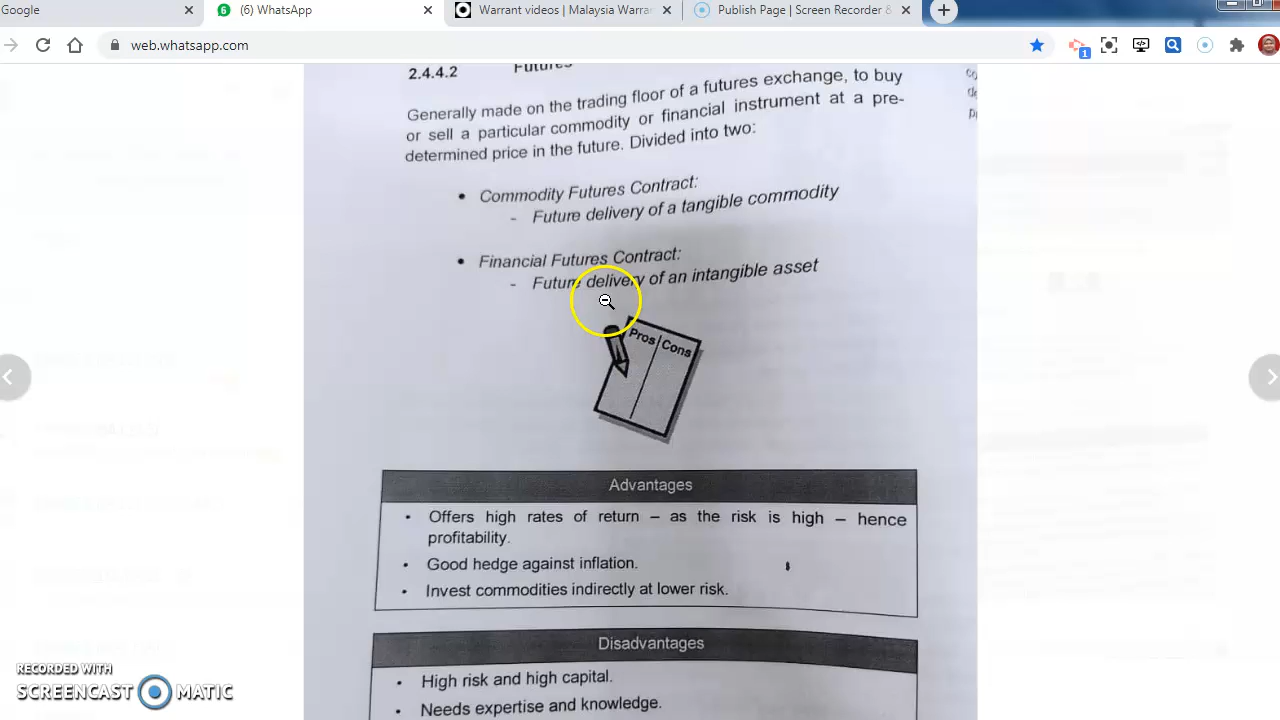 Google
(6) WhatsApp
Warrant videos | Malaysia Warra
Publish Page | Screen Recorder &
web.whatsapp.com
1
2.4.4.2 Futures
Generally made on the trading floor of a futures exchange, to buy
or sell a particular commodity or financial instrument at a pre-
determined price in the future. Divided into two:
• Commodity Futures Contract:
- Future delivery of a tangible commodity
• Financial Futures Contract:
- Future delivery of an intangible asset
Pros Cons
Advantages
• Offers high rates of return – as the risk is high – hence
profitability.
• Good hedge against inflation.
• Invest commodities indirectly at lower risk.
Disadvantages
• High risk and high capital.
• Needs expertise and knowledge.
RECORDED WITH
SCREENCAST MATIC